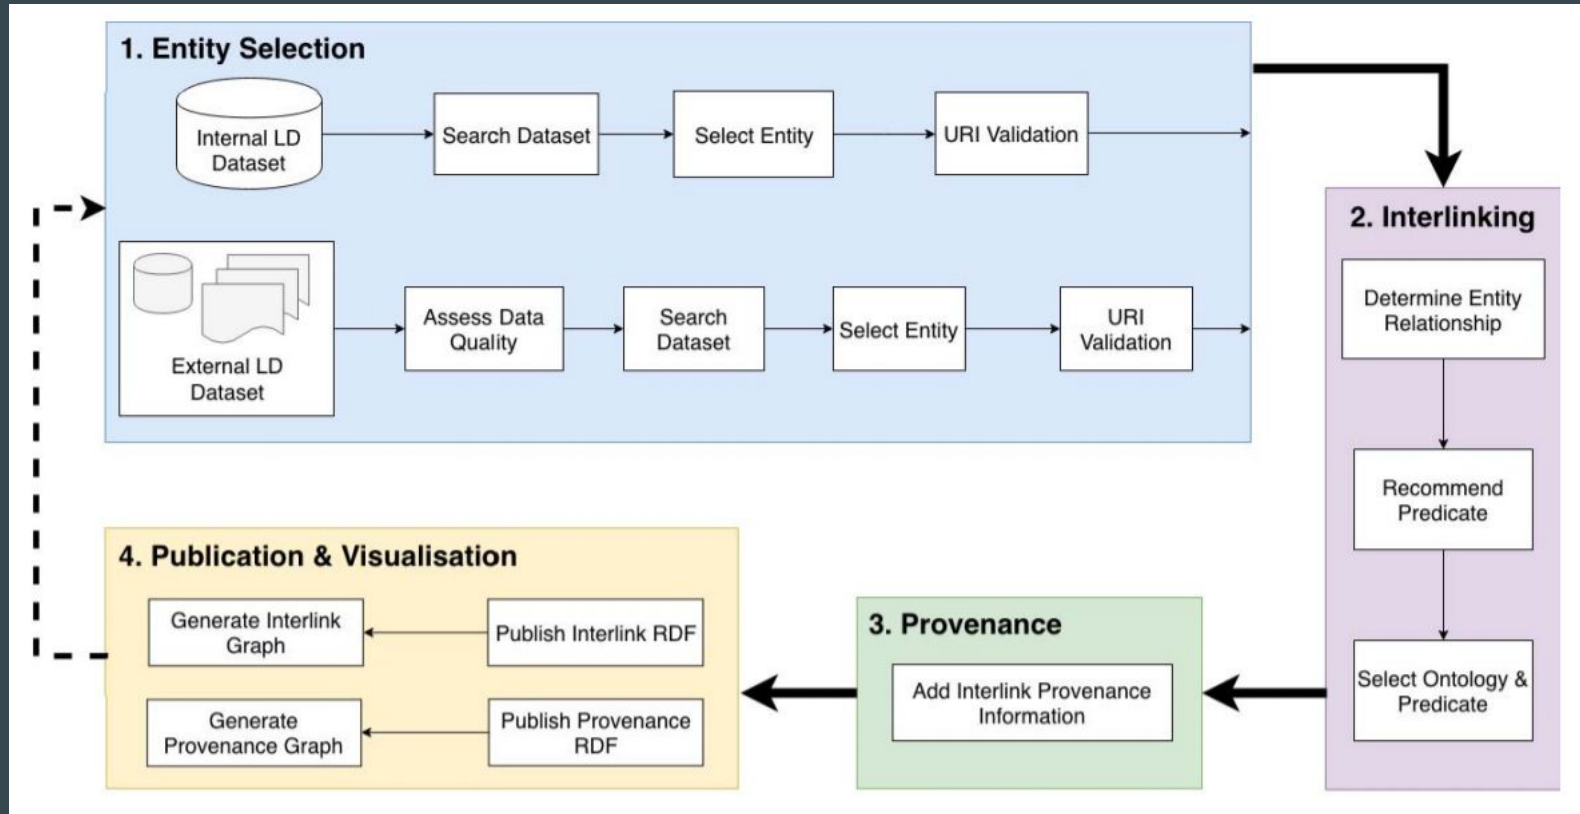 1. Entity Selection
Internal LD
Dataset
Search Dataset
Select Entity
URI Validation
External LD
Dataset
Assess Data
Quality
Search
Dataset
Select Entity
URI
Validation
2. Interlinking
Determine Entity
Relationship
Recommend
Predicate
Select Ontology &
Predicate
3. Provenance
Add Interlink Provenance
Information
4. Publication & Visualisation
Publish Interlink RDF
Generate Interlink
Graph
Publish Provenance
RDF
Generate
Provenance Graph